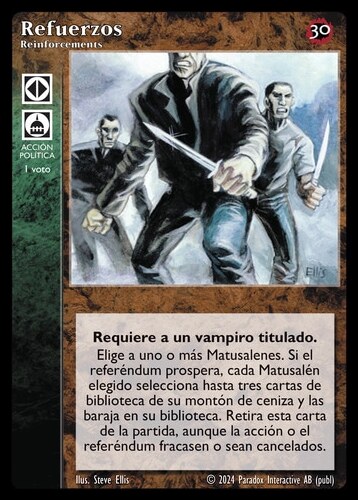 Refuerzos
Reinforcements
30
ACCIÓN
POLÍTICA
1 voto
Ellis
Requiere a un vampiro titulado.
Elige a uno o más Matusalenes. Si el
referéndum prospera, cada Matusalén
elegido selecciona hasta tres cartas de
biblioteca de su montón de ceniza y las
baraja en su biblioteca. Retira esta carta
de la partida, aunque la acción o el
referéndum fracasen o sean cancelados.
Ilus. Steve Ellis
© 2024 Paradox Interactive AB (publ)